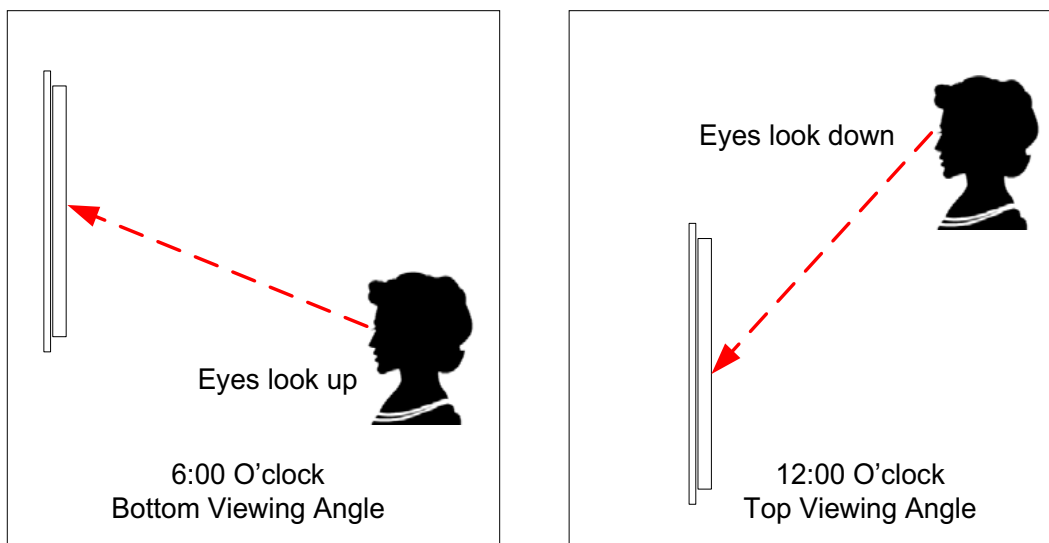 Eyes look up
6:00 O’clock
Bottom Viewing Angle
Eyes look down
12:00 O’clock
Top Viewing Angle